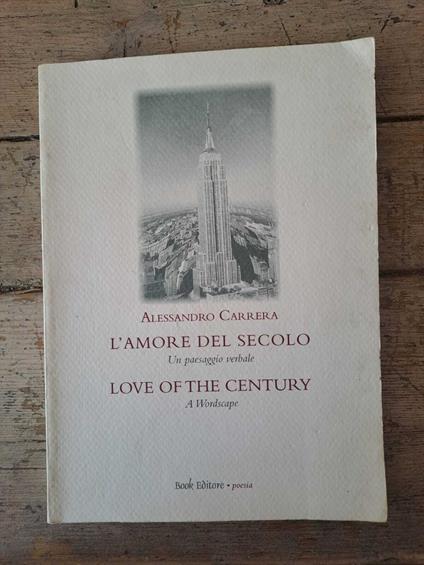 ALESSANDRO CARRERA
L'AMORE DEL SECOLO
Un paesaggio verbale
LOVE OF THE CENTURY
A Wordscape
Book Editore • poesia